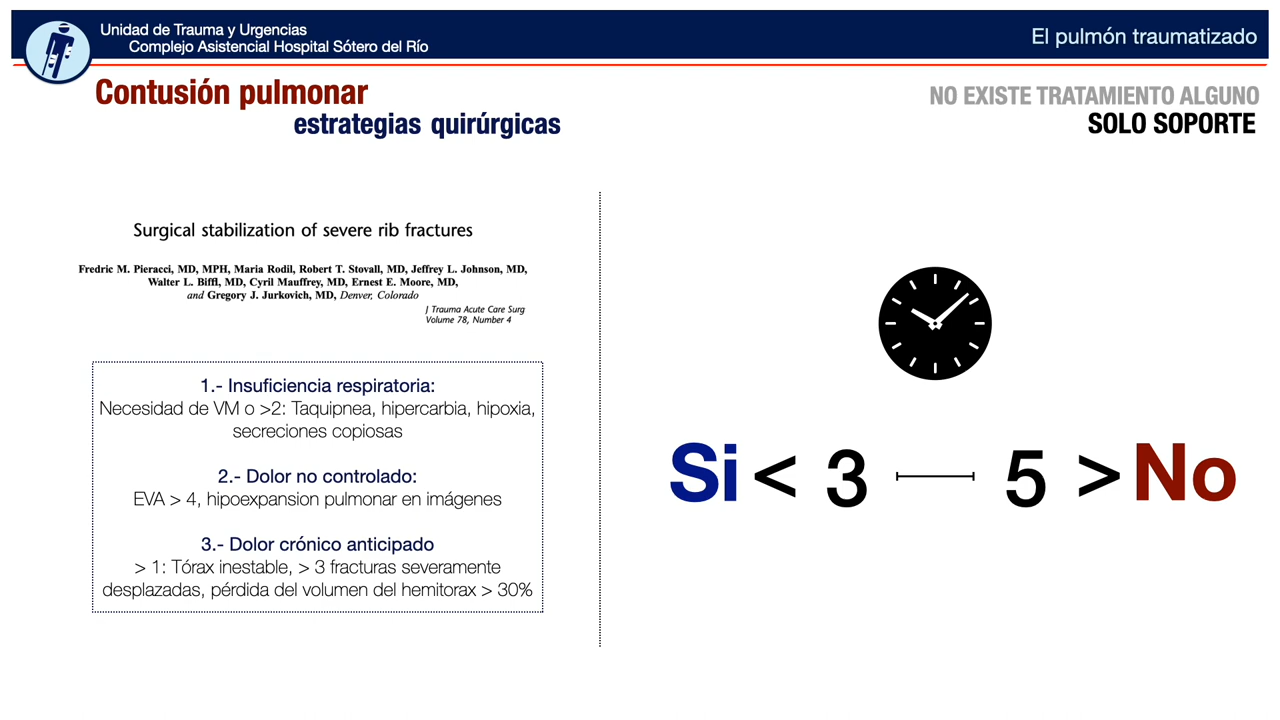 Unidad de Trauma y Urgencias
Complejo Asistencial Hospital Sótero del Río
El pulmón traumatizado
Contusión pulmonar
estrategias quirúrgicas
NO EXISTE TRATAMIENTO ALGUNO
SOLO SOPORTE
Surgical stabilization of severe rib fractures
Fredric M. Pieracci, MD, MPH, Maria Rodil, Robert T. Stovall, MD, Jeffrey L. Johnson, MD,
Walter L. Biffl, MD, Cyril Mauffrey, MD, Ernest E. Moore, MD,
and Gregory J. Jurkovich, MD, Denver, Colorado
J Trauma Acute Care Surg
Volume 78, Number 4
1.- Insuficiencia respiratoria:
Necesidad de VM o >2: Taquipnea, hipercarbia, hipoxia,
secreciones copiosas
2.- Dolor no controlado:
EVA > 4, hipoexpansion pulmonar en imágenes
3.- Dolor crónico anticipado
> 1: Tórax inestable, > 3 fracturas severamente
desplazadas, pérdida del volumen del hemitorax > 30%
Si < 3 5 > No